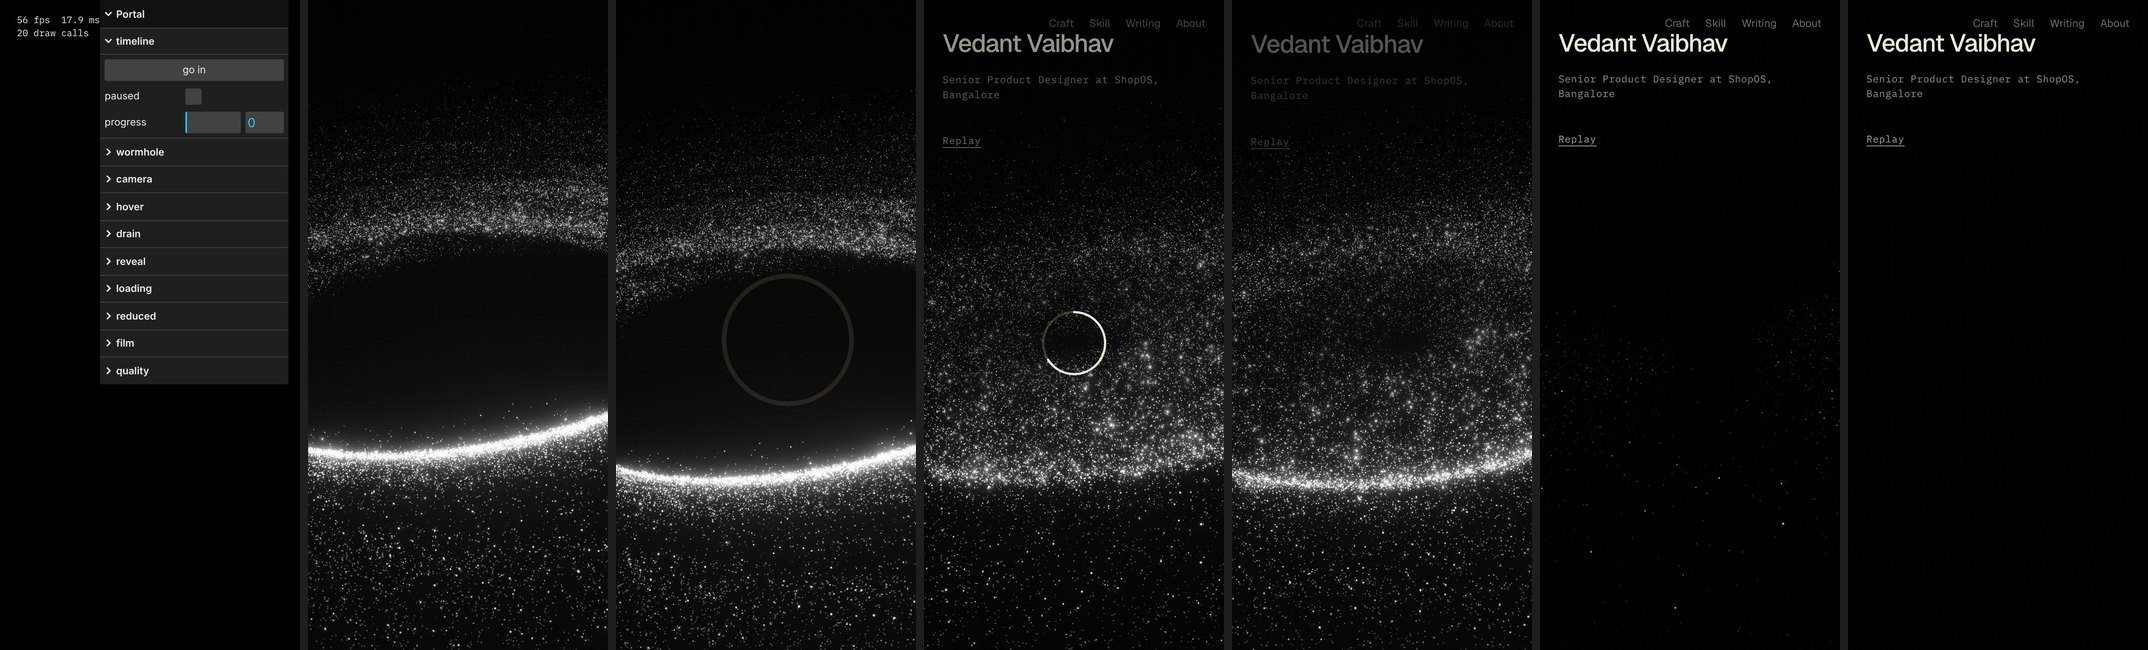 56 fps 17.9 ms
20 draw calls
Portal
timeline
go in
paused
progress 0
wormhole
camera
hover
drain
reveal
loading
reduced
film
quality
Craft Skill Writing About
Vedant Vaibhav
Senior Product Designer at ShopOS,
Bangalore
Replay
Craft Skill Writing About
Vedant Vaibhav
Senior Product Designer at ShopOS,
Bangalore
Replay
Craft Skill Writing About
Vedant Vaibhav
Senior Product Designer at ShopOS,
Bangalore
Replay
Craft Skill Writing About
Vedant Vaibhav
Senior Product Designer at ShopOS,
Bangalore
Replay